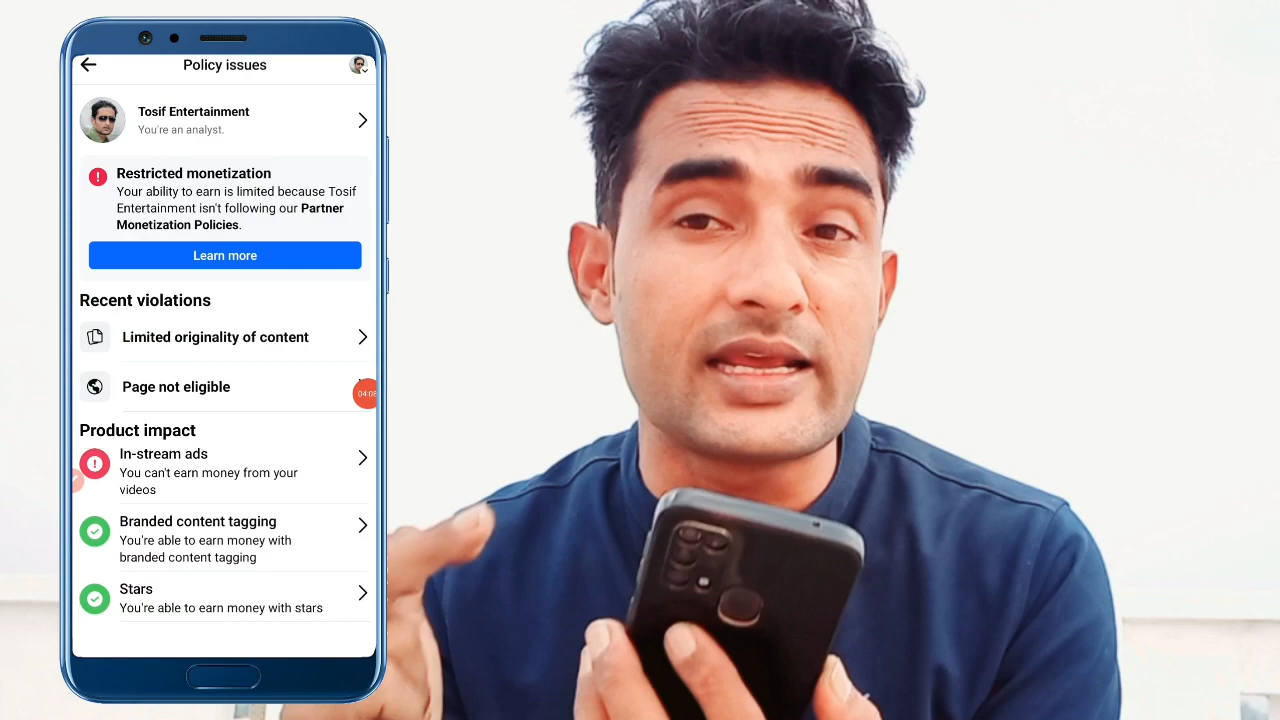 Policy issues
Tosif Entertainment
You're an analyst.
Restricted monetization
Your ability to earn is limited because Tosif
Entertainment isn't following our Partner
Monetization Policies.
Learn more
Recent violations
Limited originality of content
Page not eligible
04:08
Product impact
In-stream ads
You can't earn money from your
videos
Branded content tagging
You're able to earn money with
branded content tagging
Stars
You're able to earn money with stars